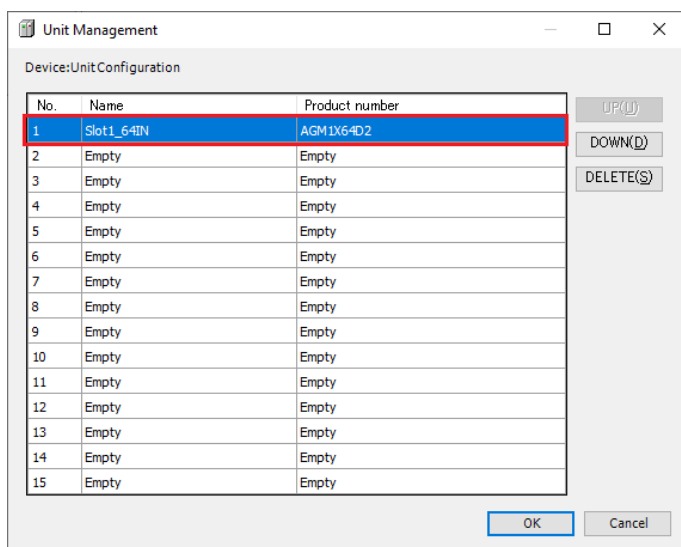 Unit Management
Device:UnitConfiguration
No. Name Product number
1 Slot1_64IN AGM1X64D2
2 Empty Empty
3 Empty Empty
4 Empty Empty
5 Empty Empty
6 Empty Empty
7 Empty Empty
8 Empty Empty
9 Empty Empty
10 Empty Empty
11 Empty Empty
12 Empty Empty
13 Empty Empty
14 Empty Empty
15 Empty Empty
UP(U)
DOWN(D)
DELETE(S)
OK Cancel